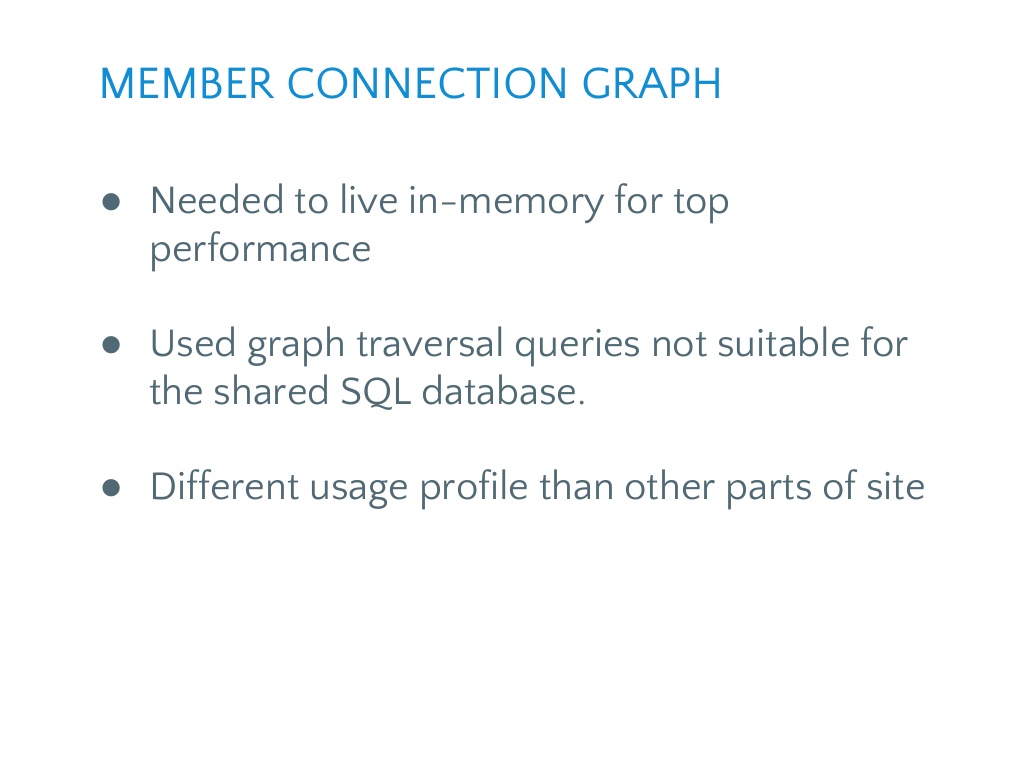 MEMBER CONNECTION GRAPH
● Needed to live in-memory for top
performance
● Used graph traversal queries not suitable for
the shared SQL database.
● Different usage profile than other parts of site